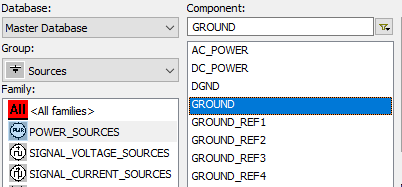 Database:
Master Database
Group:
Sources
Family:
All <All families>
PWR POWER_SOURCES
SIGNAL_VOLTAGE_SOURCES
SIGNAL_CURRENT_SOURCES
Component:
GROUND
AC_POWER
DC_POWER
DGND
GROUND
GROUND_REF1
GROUND_REF2
GROUND_REF3
GROUND_REF4